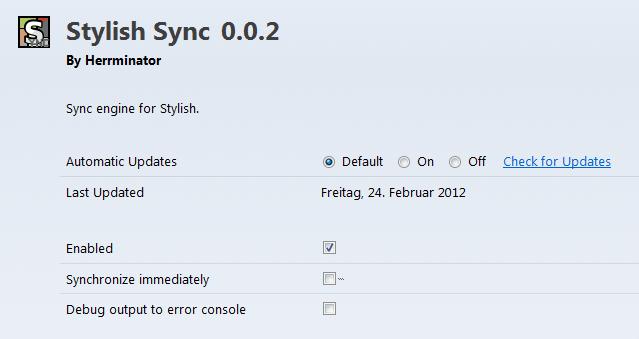 Stylish Sync 0.0.2
By Herrminator
Sync engine for Stylish.
Automatic Updates Default On Off Check for Updates
Last Updated Freitag, 24. Februar 2012
Enabled
Synchronize immediately
Debug output to error console